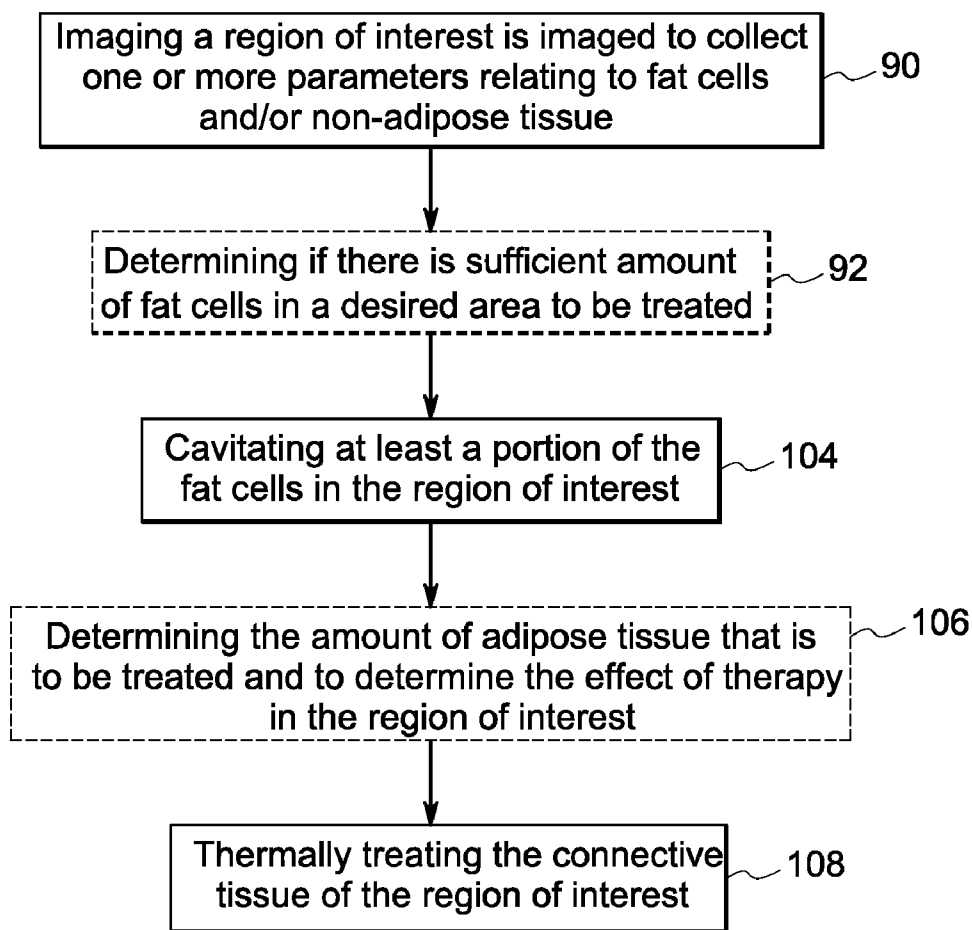 Imaging a region of interest is imaged to collect
one or more parameters relating to fat cells
and/or non-adipose tissue
90
Determining if there is sufficient amount
of fat cells in a desired area to be treated
92
Cavitating at least a portion of the
fat cells in the region of interest
104
Determining the amount of adipose tissue that is
to be treated and to determine the effect of therapy
in the region of interest
106
Thermally treating the connective
tissue of the region of interest
108